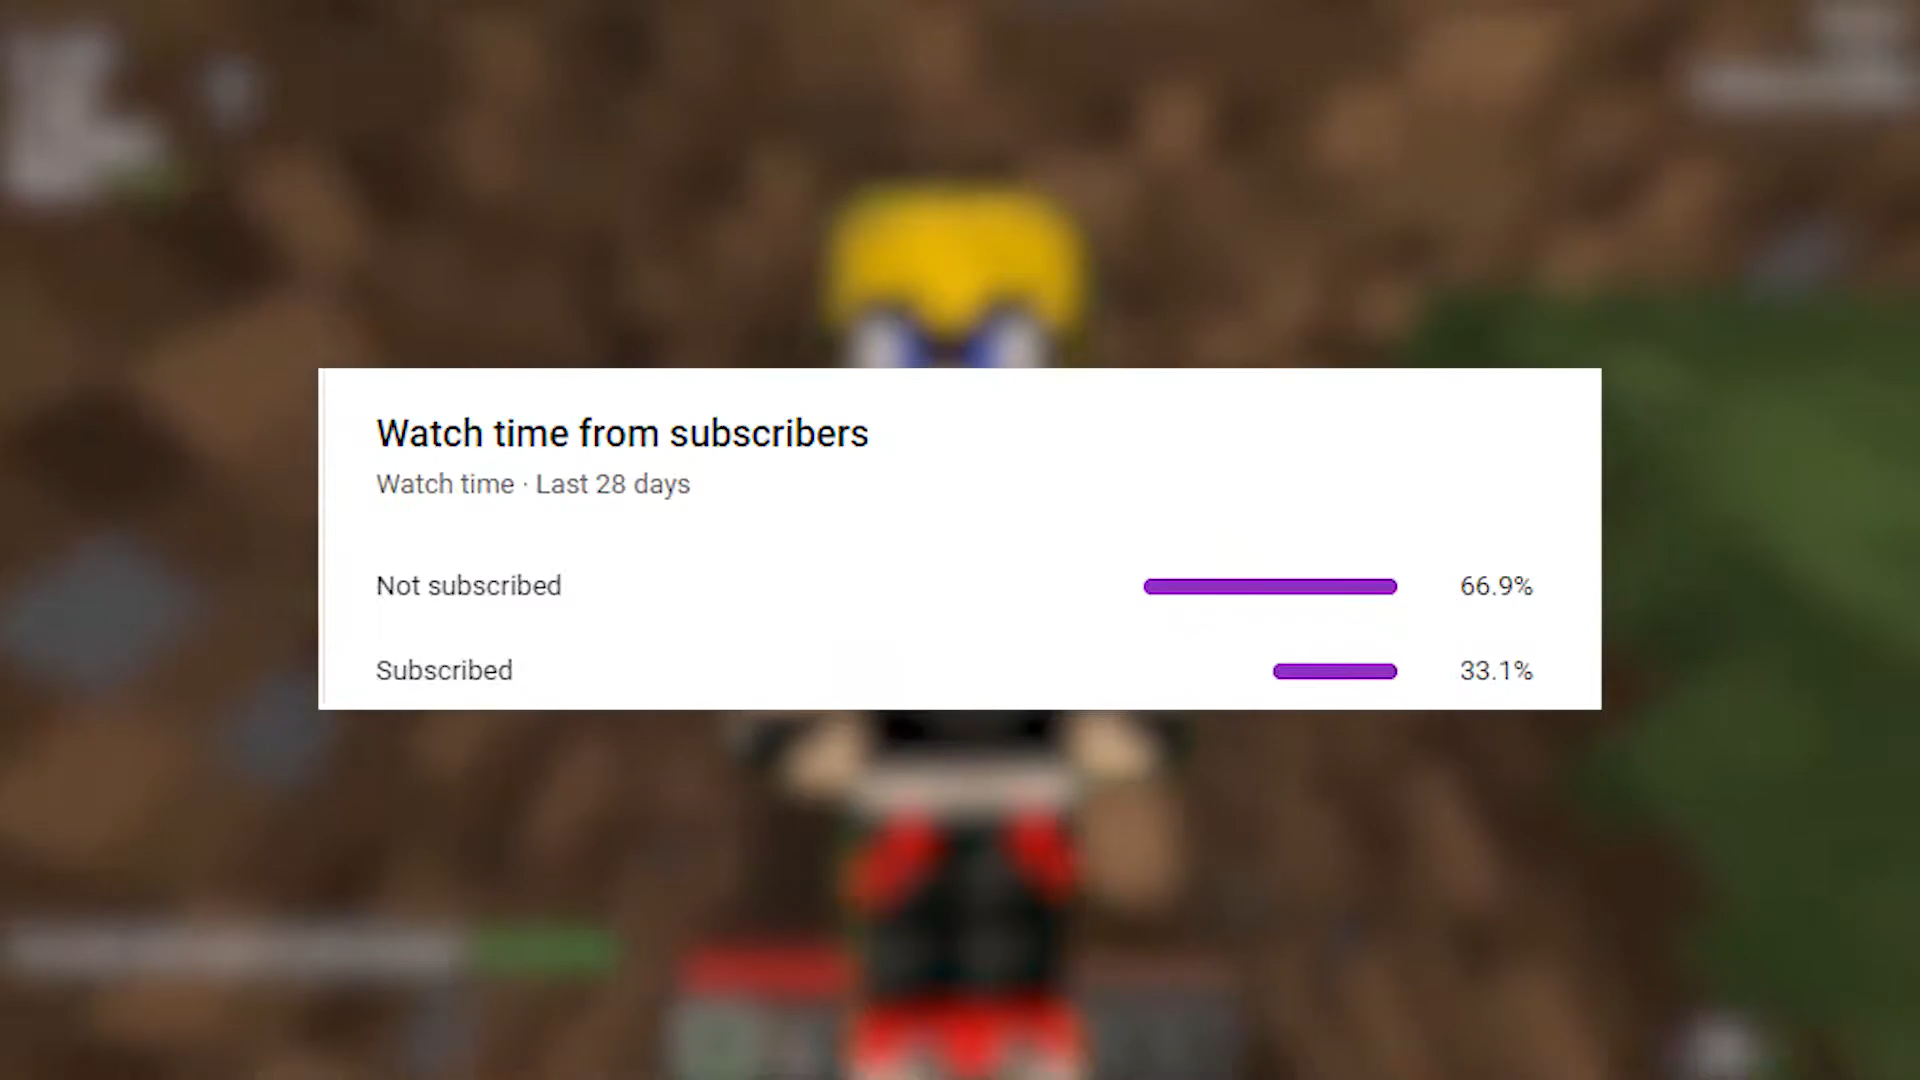 Watch time from subscribers
Watch time · Last 28 days
Not subscribed 66.9%
Subscribed 33.1%